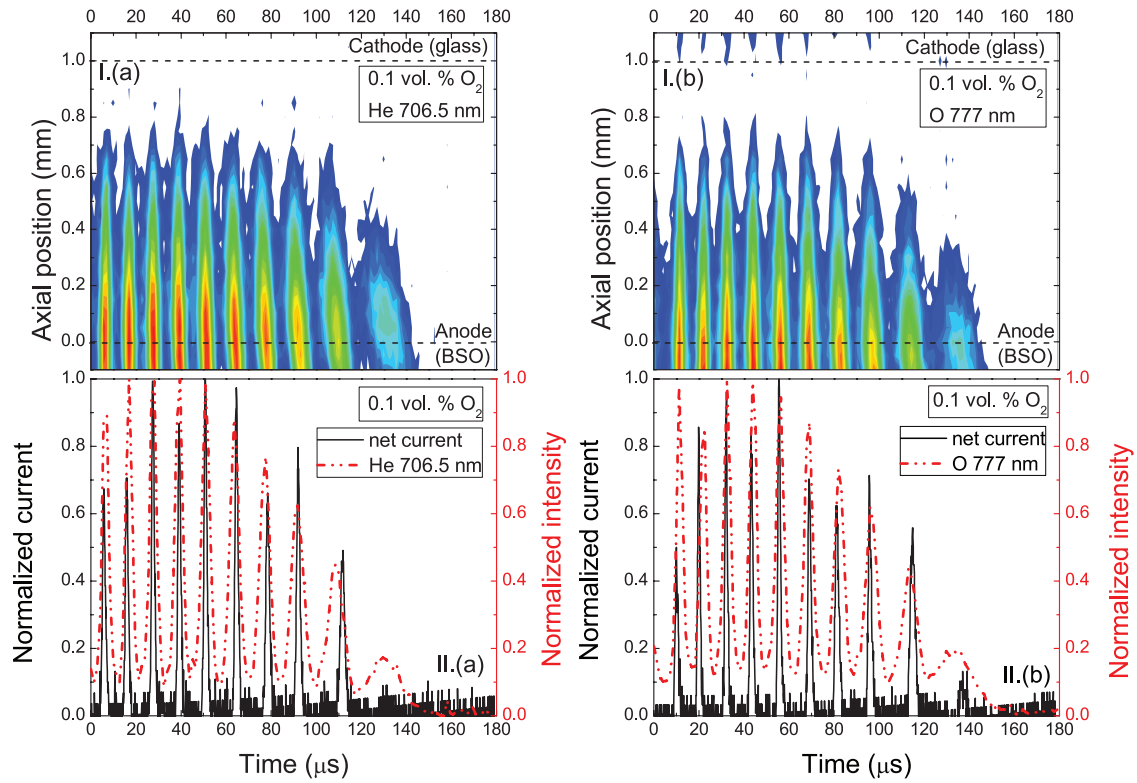 0 20 40 60 80 100 120 140 160 180
0 20 40 60 80 100 120 140 160 180
Cathode (glass)
I.(a)
0.1 vol. % O2
He 706.5 nm
Anode
(BSO)
1.0
0.8
0.6
0.4
0.2
0.0
Axial position (mm)
Cathode (glass)
I.(b)
0.1 vol. % O2
O 777 nm
Anode
(BSO)
1.0
0.8
0.6
0.4
0.2
0.0
Axial position (mm)
1.0
0.8
0.6
0.4
0.2
0.0
Normalized current
0.1 vol. % O2
net current
He 706.5 nm
II.(a)
1.0
0.8
0.6
0.4
0.2
0.0
Normalized intensity
0 20 40 60 80 100 120 140 160 180
Time (μs)
1.0
0.8
0.6
0.4
0.2
0.0
Normalized current
0.1 vol. % O2
net current
O 777 nm
II.(b)
1.0
0.8
0.6
0.4
0.2
0.0
Normalized intensity
0 20 40 60 80 100 120 140 160 180
Time (μs)